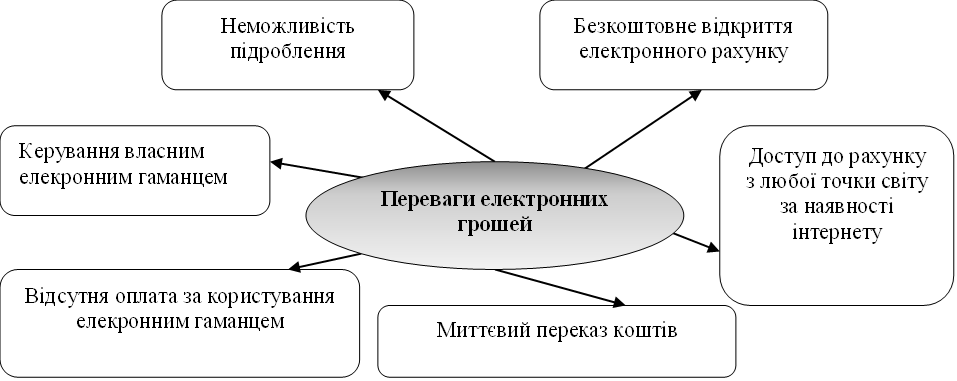 Неможливість
підроблення
Безкоштовне відкриття
електронного рахунку
Керування власним
елекронним гаманцем
Переваги електронних
грошей
Доступ до рахунку
з любої точки світу
за наявності
інтернету
Відсутня оплата за користування
елекронним гаманцем
Миттєвий переказ коштів